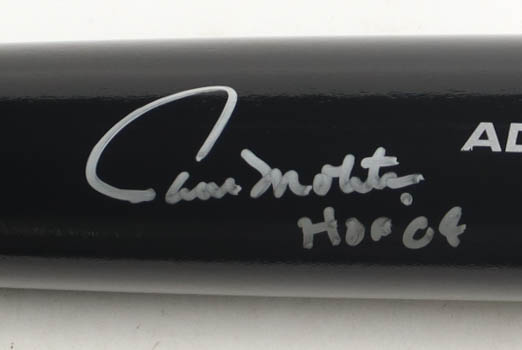 AD
Paul Molitor
HOF 04